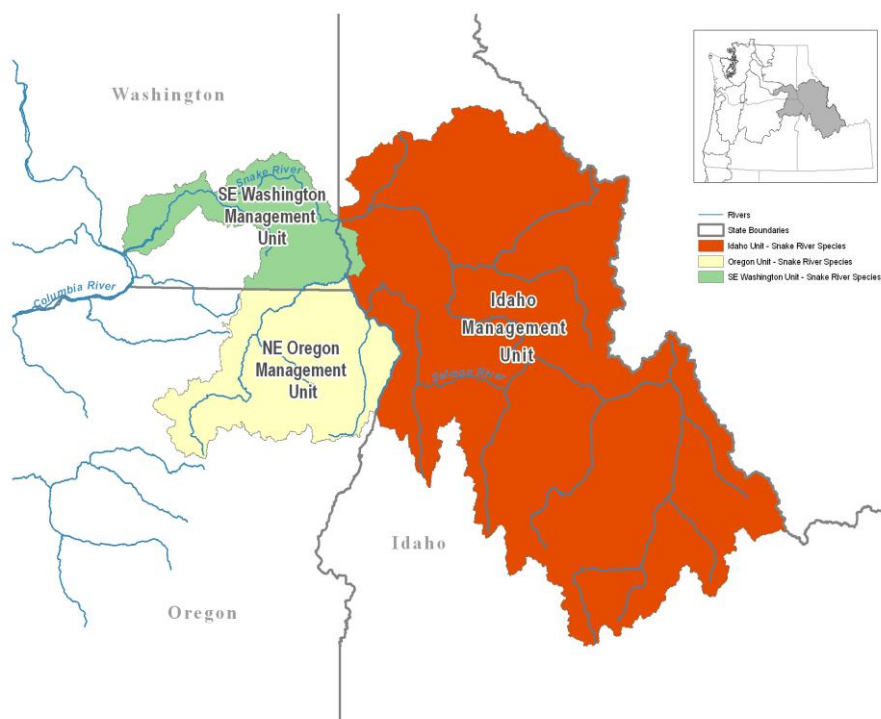 Washington
Snake River
SE Washington
Management
Unit
Columbia River
NE Oregon
Management
Unit
Idaho
Management
Unit
Salmon River
Idaho
Oregon
Rivers
State Boundaries
Idaho Unit - Snake River Species
Oregon Unit - Snake River Species
SE Washington Unit - Snake River Species